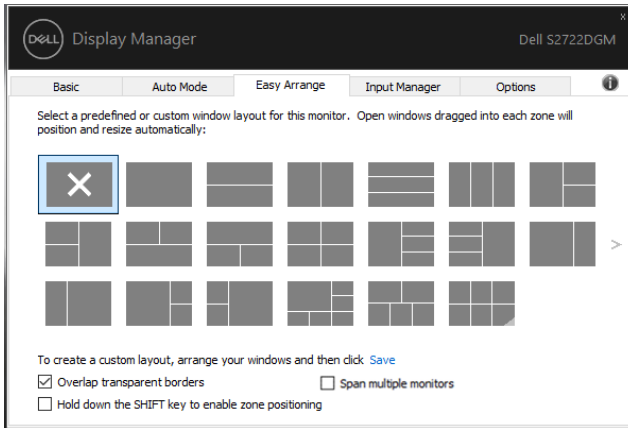 DELL Display Manager
Dell S2722DGM
Basic
Auto Mode
Easy Arrange
Input Manager
Options
Select a predefined or custom window layout for this monitor. Open windows dragged into each zone will
position and resize automatically:
To create a custom layout, arrange your windows and then click Save
Overlap transparent borders
Span multiple monitors
Hold down the SHIFT key to enable zone positioning